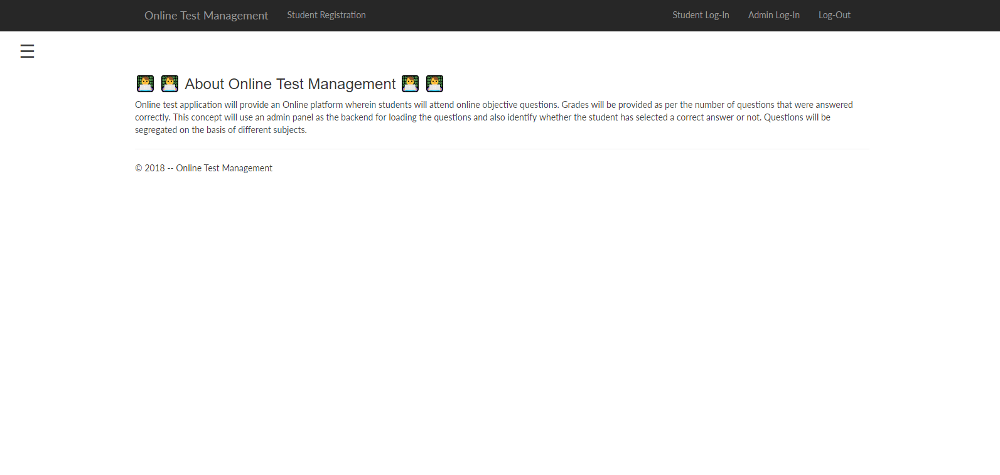 Online Test Management Student Registration Student Log-In Admin Log-In Log-Out
About Online Test Management
Online test application will provide an Online platform wherein students will attend online objective questions. Grades will be provided as per the number of questions that were answered
correctly. This concept will use an admin panel as the backend for loading the questions and also identify whether the student has selected a correct answer or not. Questions will be
segregated on the basis of different subjects.
© 2018 -- Online Test Management